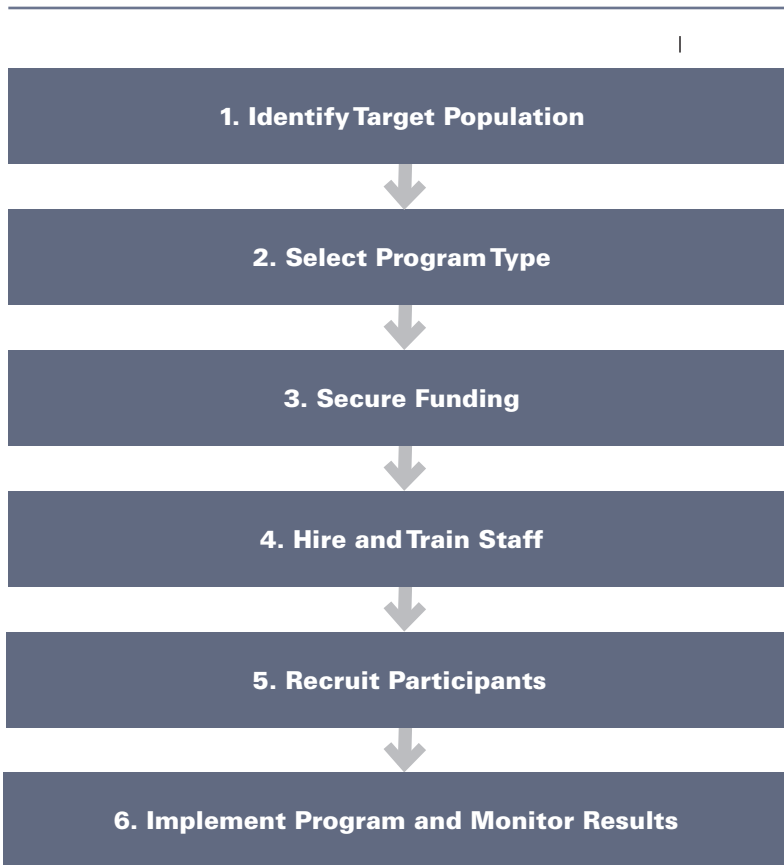 1. Identify Target Population
2. Select Program Type
3. Secure Funding
4. Hire and Train Staff
5. Recruit Participants
6. Implement Program and Monitor Results